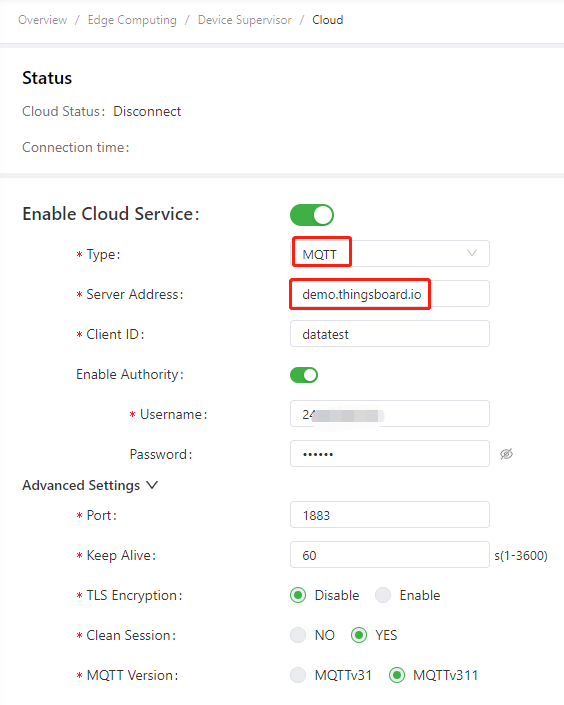 Overview / Edge Computing / Device Supervisor / Cloud
Status
Cloud Status: Disconnect
Connection time:
Enable Cloud Service:
* Type: MQTT
* Server Address: demo.thingsboard.io
* Client ID: datatest
Enable Authority:
* Username: 24
Password: ••••••
Advanced Settings
* Port: 1883
* Keep Alive: 60 s(1-3600)
* TLS Encryption: Disable Enable
* Clean Session: NO YES
* MQTT Version: MQTTv31 MQTTv311